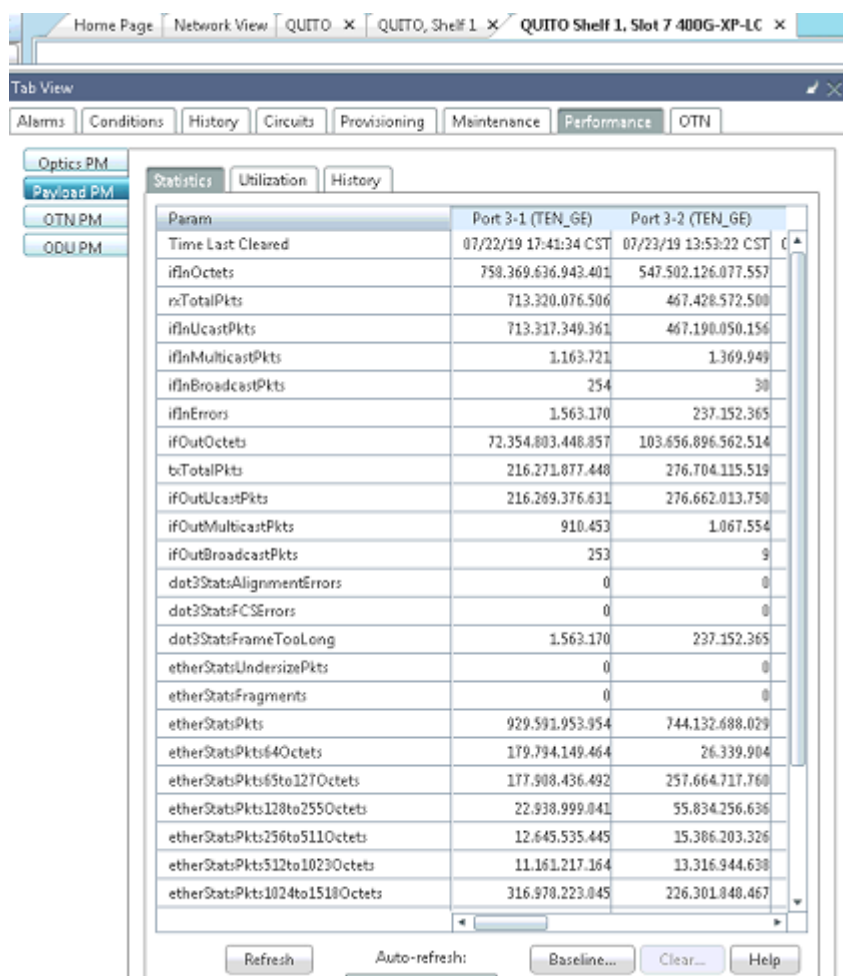 Home Page Network View QUITO × QUITO, Shelf 1 × QUITO Shelf 1, Slot 7 400G-XP-LC ×
Tab View
Alarms Conditions History Circuits Provisioning Maintenance Performance OTN
Optics PM
Payload PM
OTN PM
ODU PM
Statistics Utilization History
Param Port 3-1 (TEN_GE) Port 3-2 (TEN_GE)
Time Last Cleared 07/22/19 17:41:34 CST 07/23/19 13:53:22 CST
ifInOctets 758.369.636.943.401 547.502.126.077.557
rxTotalPkts 713.320.076.506 467.428.572.500
ifInUcastPkts 713.317.349.361 467.190.050.156
ifInMulticastPkts 1.163.721 1.369.949
ifInBroadcastPkts 254 30
ifInErrors 1.563.170 237.152.365
ifOutOctets 72.354.803.448.857 103.656.896.562.514
txTotalPkts 216.271.877.448 276.704.115.519
ifOutUcastPkts 216.269.376.631 276.662.013.750
ifOutMulticastPkts 910.453 1.067.554
ifOutBroadcastPkts 253 9
dot3StatsAlignmentErrors 0 0
dot3StatsFCSErrors 0 0
dot3StatsFrameTooLong 1.563.170 237.152.365
etherStatsUndersizePkts 0 0
etherStatsFragments 0 0
etherStatsPkts 929.591.953.954 744.132.688.029
etherStatsPkts64Octets 179.794.149.464 26.339.904
etherStatsPkts65to127Octets 177.908.436.492 257.664.717.760
etherStatsPkts128to255Octets 22.938.999.041 55.834.256.636
etherStatsPkts256to511Octets 12.645.535.445 15.386.203.326
etherStatsPkts512to1023Octets 11.161.217.164 13.316.944.638
etherStatsPkts1024to1518Octets 316.978.223.045 226.301.848.467
Refresh Auto-refresh: Baseline... Clear... Help